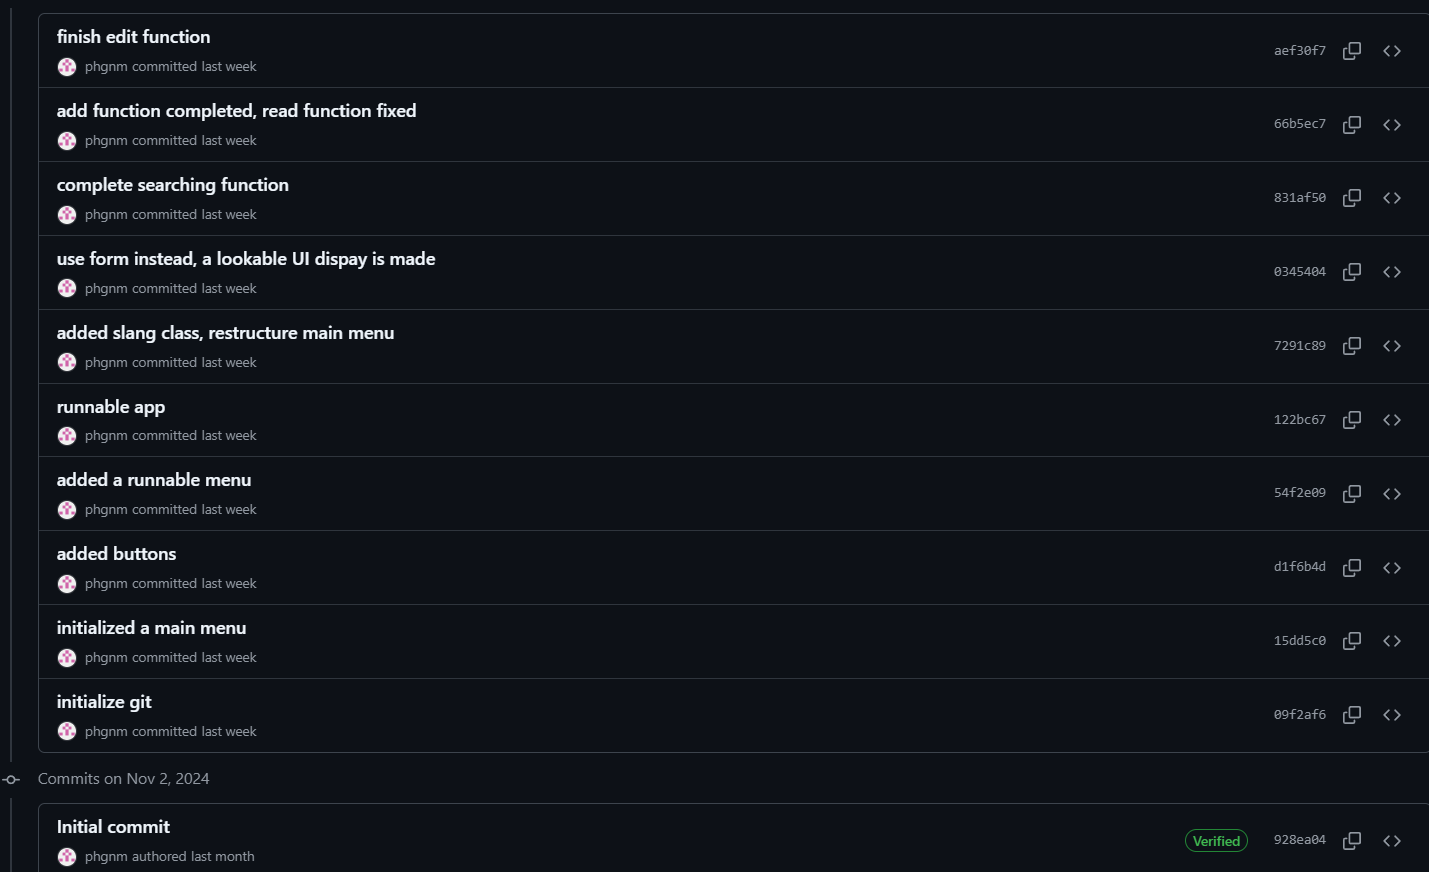 finish edit function
phgnm committed last week
aef30f7
add function completed, read function fixed
phgnm committed last week
66b5ec7
complete searching function
phgnm committed last week
831af50
use form instead, a lookable UI dispay is made
phgnm committed last week
0345404
added slang class, restructure main menu
phgnm committed last week
7291c89
runnable app
phgnm committed last week
122bc67
added a runnable menu
phgnm committed last week
54f2e09
added buttons
phgnm committed last week
d1f6b4d
initialized a main menu
phgnm committed last week
15dd5c0
initialize git
phgnm committed last week
09f2af6
Commits on Nov 2, 2024
Initial commit
phgnm authored last month
Verified
928ea04